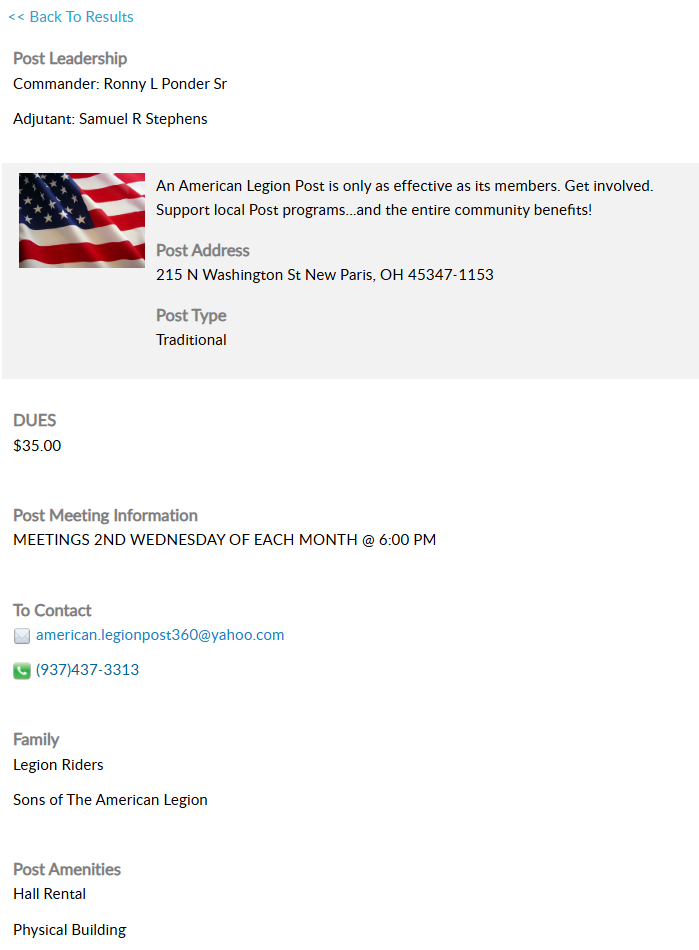 << Back To Results
Post Leadership
Commander: Ronny L Ponder Sr
Adjutant: Samuel R Stephens
An American Legion Post is only as effective as its members. Get involved.
Support local Post programs...and the entire community benefits!
Post Address
215 N Washington St New Paris, OH 45347-1153
Post Type
Traditional
DUES
$35.00
Post Meeting Information
MEETINGS 2ND WEDNESDAY OF EACH MONTH @ 6:00 PM
To Contact
american.legionpost360@yahoo.com
(937)437-3313
Family
Legion Riders
Sons of The American Legion
Post Amenities
Hall Rental
Physical Building